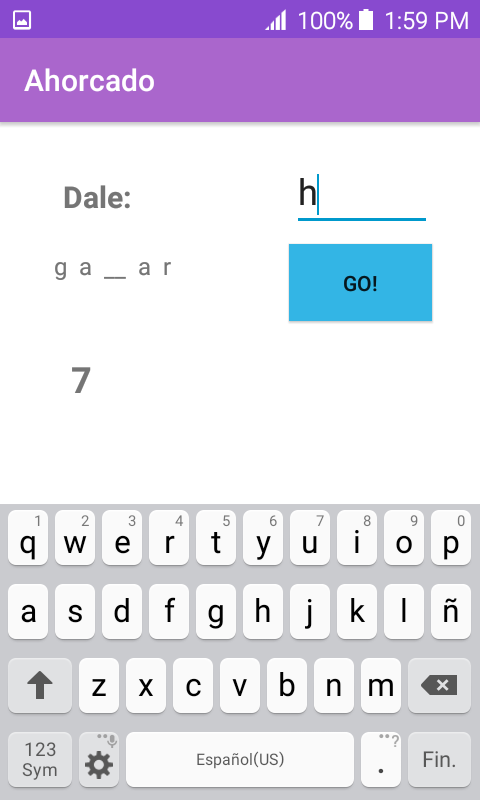 100% 1:59 PM
Ahorcado
Dale:
h
g a __ a r
GO!
7
1 2 3 4 5 6 7 8 9 0
q w e r t y u i o p
a s d f g h j k l ñ
z x c v b n m
123 Sym Español(US) . ? Fin.